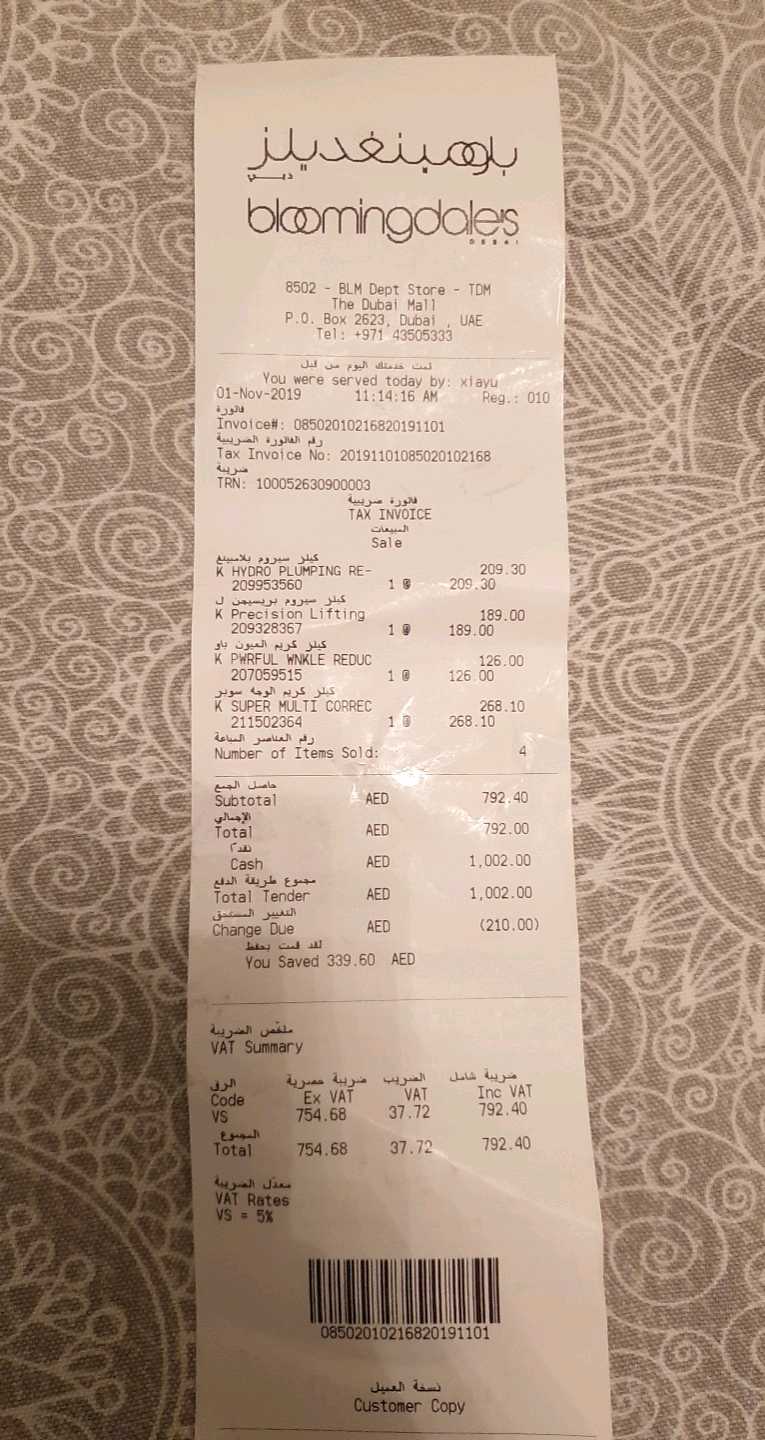 بلومينغديلز
دبي
bloomingdale's
DUBAI
8502 - BLM Dept Store - TDM
The Dubai Mall
P.O. Box 2623, Dubai , UAE
Tel: +971 43505333
تمت خدمتك اليوم من قبل
You were served today by: xiayu
01-Nov-2019 11:14:16 AM Reg.: 010
فاتورة
Invoice#: 08502010216820191101
رقم الفاتورة الضريبية
Tax Invoice No: 20191101085020102168
ضريبة
TRN: 100052630900003
فاتورة ضريبية
TAX INVOICE
المبيعات
Sale
كيلز سيروم بلامبينغ
K HYDRO PLUMPING RE- 209.30
209953560 1 @ 209.30
كيلز سيروم بريسيجن ل
K Precision Lifting 189.00
209328367 1 @ 189.00
كيلز كريم العيون باو
K PWRFUL WNKLE REDUC 126.00
207059515 1 @ 126.00
كيلز كريم الوجه سوبر
K SUPER MULTI CORREC 268.10
211502364 1 @ 268.10
رقم العناصر المباعة
Number of Items Sold: 4
حاصل الجمع
Subtotal AED 792.40
الإجمالي
Total AED 792.00
نقدًا
Cash AED 1,002.00
مجموع طريقة الدفع
Total Tender AED 1,002.00
التغيير المستحق
Change Due AED (210.00)
لقد قمت بحفظ
You Saved 339.60 AED
ملخص الضريبة
VAT Summary
الرق ضريبة حصرية الضريب ضريبة شامل
Code Ex VAT VAT Inc VAT
VS 754.68 37.72 792.40
المجموع
Total 754.68 37.72 792.40
معدّل الضريبة
VAT Rates
VS = 5%
08502010216820191101
نسخة العميل
Customer Copy